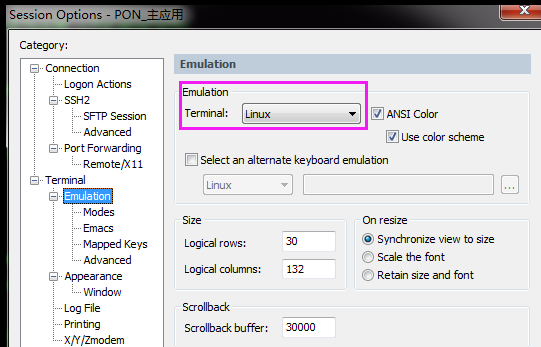 Session Options - PON_主应用
Category:
Connection
Logon Actions
SSH2
SFTP Session
Advanced
Port Forwarding
Remote/X11
Terminal
Emulation
Modes
Emacs
Mapped Keys
Advanced
Appearance
Window
Log File
Printing
X/Y/Zmodem
Emulation
Emulation
Terminal: Linux
ANSI Color
Use color scheme
Select an alternate keyboard emulation
Linux
...
Size
Logical rows: 30
Logical columns: 132
On resize
Synchronize view to size
Scale the font
Retain size and font
Scrollback
Scrollback buffer: 30000